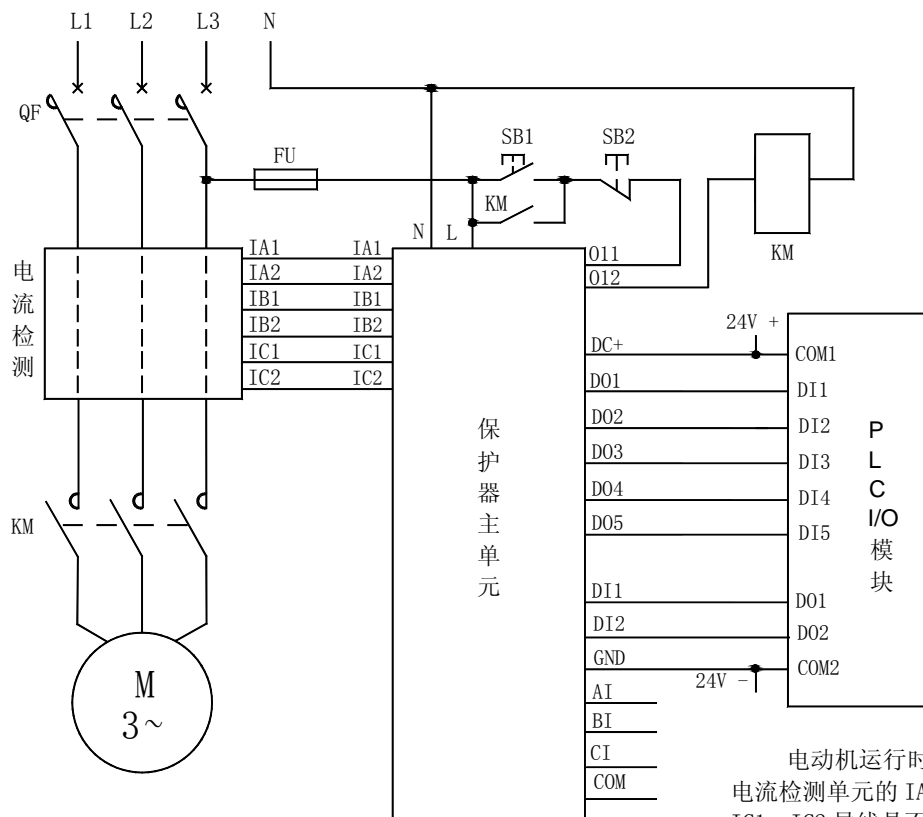 L1 L2 L3 N
QF
FU
SB1 SB2
KM
KM
N L
电流检测
IA1 IA1
IA2 IA2
IB1 IB1
IB2 IB2
IC1 IC1
IC2 IC2
O11
O12
24V +
DC+ COM1
DO1 DI1
DO2 DI2
DO3 DI3
DO4 DI4
DO5 DI5
保护器主单元
PLC I/O模块
KM
DI1 DO1
DI2 DO2
GND COM2
24V -
AI
BI
CI
COM
M
3~
电动机运行时
电流检测单元的 IA